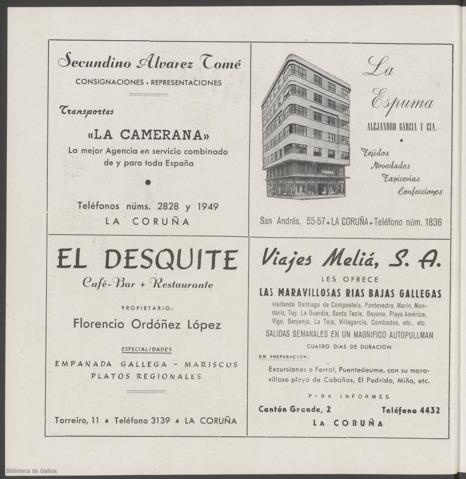 Secundino Alvarez Tomé
CONSIGNACIONES • REPRESENTACIONES
Transportes
«LA CAMERANA»
La mejor Agencia en servicio combinado
de y para toda España
Teléfonos núms. 2828 y 1949
LA CORUÑA
La
Espuma
ALEJANDRO GARCIA Y CIA.
Tejidos
Novedades
Tapicerías
Confecciones
San Andrés, 55-57 • LA CORUÑA • Teléfono núm. 1836
EL DESQUITE
Café-Bar + Restaurante
PROPIETARIO:
Florencio Ordóñez López
ESPECIALIDADES
EMPANADA GALLEGA – MARISCOS
PLATOS REGIONALES
Torreiro, 11 * Teléfono 3139 * LA CORUÑA
Viajes Meliá, S. A.
LES OFRECE
LAS MARAVILLOSAS RIAS BAJAS GALLEGAS
visitando Santiago de Compostela, Pontevedra, Marín, Mon-
dariz, Tuy, La Guardia, Santa Tecla, Bayona, Playa América,
Vigo, Sanjenjo, La Toja, Villagarcía, Cambados, etc., etc.
SALIDAS SEMANALES EN UN MAGNIFICO AUTOPULLMAN
CUATRO DIAS DE DURACION
EN PREPARACION:
Excursiones a Ferrol, Puentedeume, con su mara-
villosa playa de Cabañas, El Pedrido, Miño, etc.
PARA INFORMES
Cantón Grande, 2 Teléfono 4432
LA CORUÑA
Biblioteca de Galicia